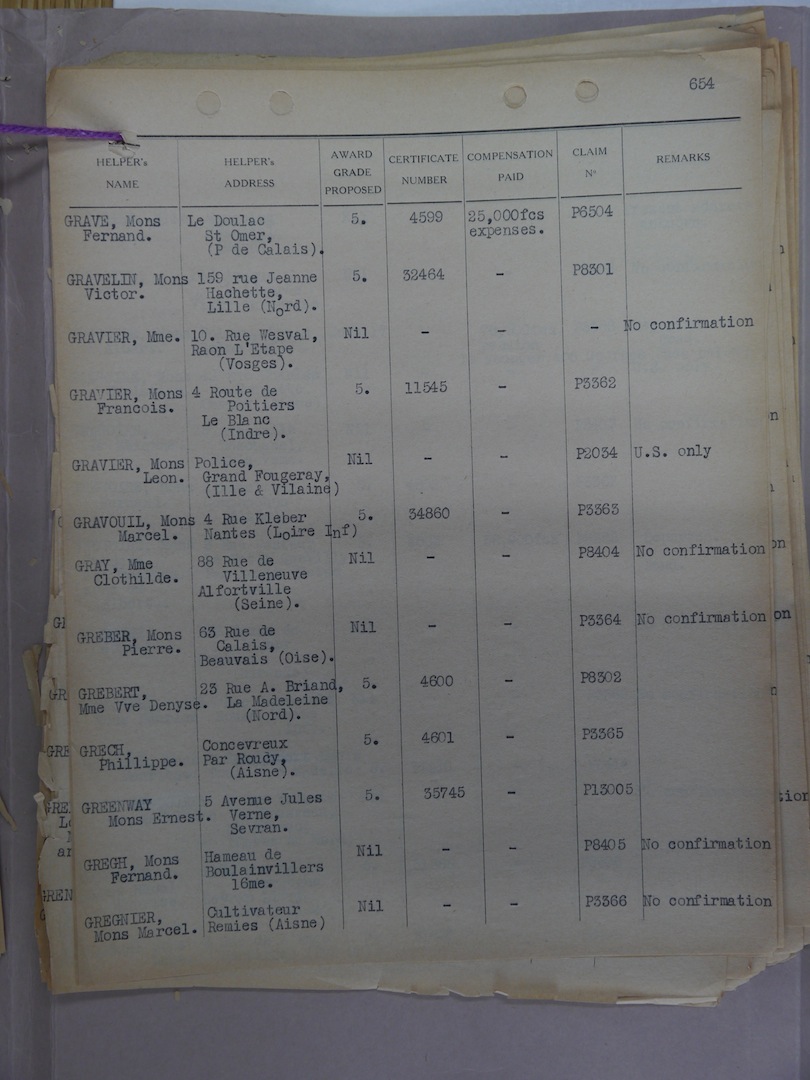 654
HELPER's NAME | HELPER's ADDRESS | AWARD GRADE PROPOSED | CERTIFICATE NUMBER | COMPENSATION PAID | CLAIM No | REMARKS
GRAVE, Mons Le Doulac 5. 4599 25,000fcs P6504
Fernand. St Omer, expenses.
(P de Calais).
GRAVELIN, Mons 159 rue Jeanne 5. 32464 - P8301
Victor. Hachette,
Lille (Nord).
GRAVIER, Mme. 10. Rue Wesval, Nil - - - No confirmation
Raon L'Etape
(Vosges).
GRAVIER, Mons 4 Route de 5. 11545 - P3362
Francois. Poitiers
Le Blanc
(Indre).
GRAVIER, Mons Police, Nil - - P2034 U.S. only
Leon. Grand Fougeray,
(Ille & Vilaine)
GRAVOUIL, Mons 4 Rue Kleber 5. 34860 - P3363
Marcel. Nantes (Loire Inf)
GRAY, Mme 88 Rue de Nil - - P8404 No confirmation
Clothilde. Villeneuve
Alfortville
(Seine).
GREBER, Mons 63 Rue de Nil - - P3364 No confirmation
Pierre. Calais,
Beauvais (Oise).
GREBERT, 23 Rue A. Briand, 5. 4600 - P8302
Mme Vve Denyse. La Madeleine
(Nord).
GRECH, Concevreux 5. 4601 - P3365
Phillippe. Par Roucy,
(Aisne).
GREENWAY 5 Avenue Jules 5. 35745 - P13005
Mons Ernest. Verne,
Sevran.
GREGH, Mons Hameau de Nil - - P8405 No confirmation
Fernand. Boulainvillers
16me.
GREGNIER, Cultivateur Nil - - P3366 No confirmation
Mons Marcel. Remies (Aisne)